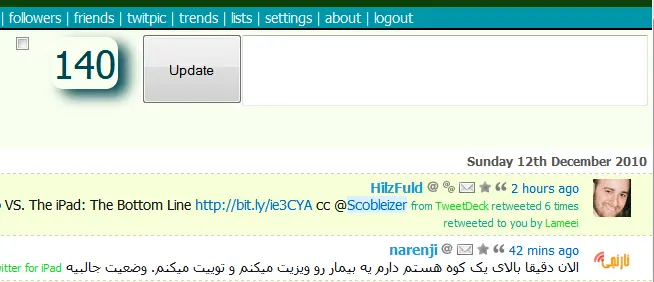 | followers | friends | twitpic | trends | lists | settings | about | logout
140
Update
Sunday 12th December 2010
HilzFuld @ 2 hours ago
VS. The iPad: The Bottom Line http://bit.ly/ie3CYA cc @Scobleizer from TweetDeck retweeted 6 times
retweeted to you by Lameei
narenji @ 42 mins ago
نارنجی
الان دقیقا بالای یک کوه هستم دارم یه بیمار رو ویزیت میکنم و توییت میکنم. وضعیت جالبیه itter for iPad